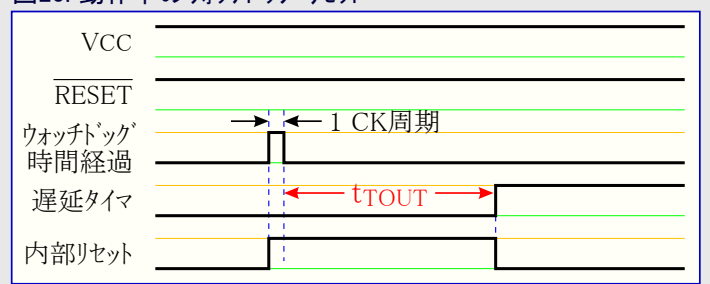 VCC
RESET
1 CK周期
ｳｫｯﾁﾄﾞｯｸﾞ
時間経過
遅延ﾀｲﾏ
tTOUT
内部ﾘｾｯﾄ